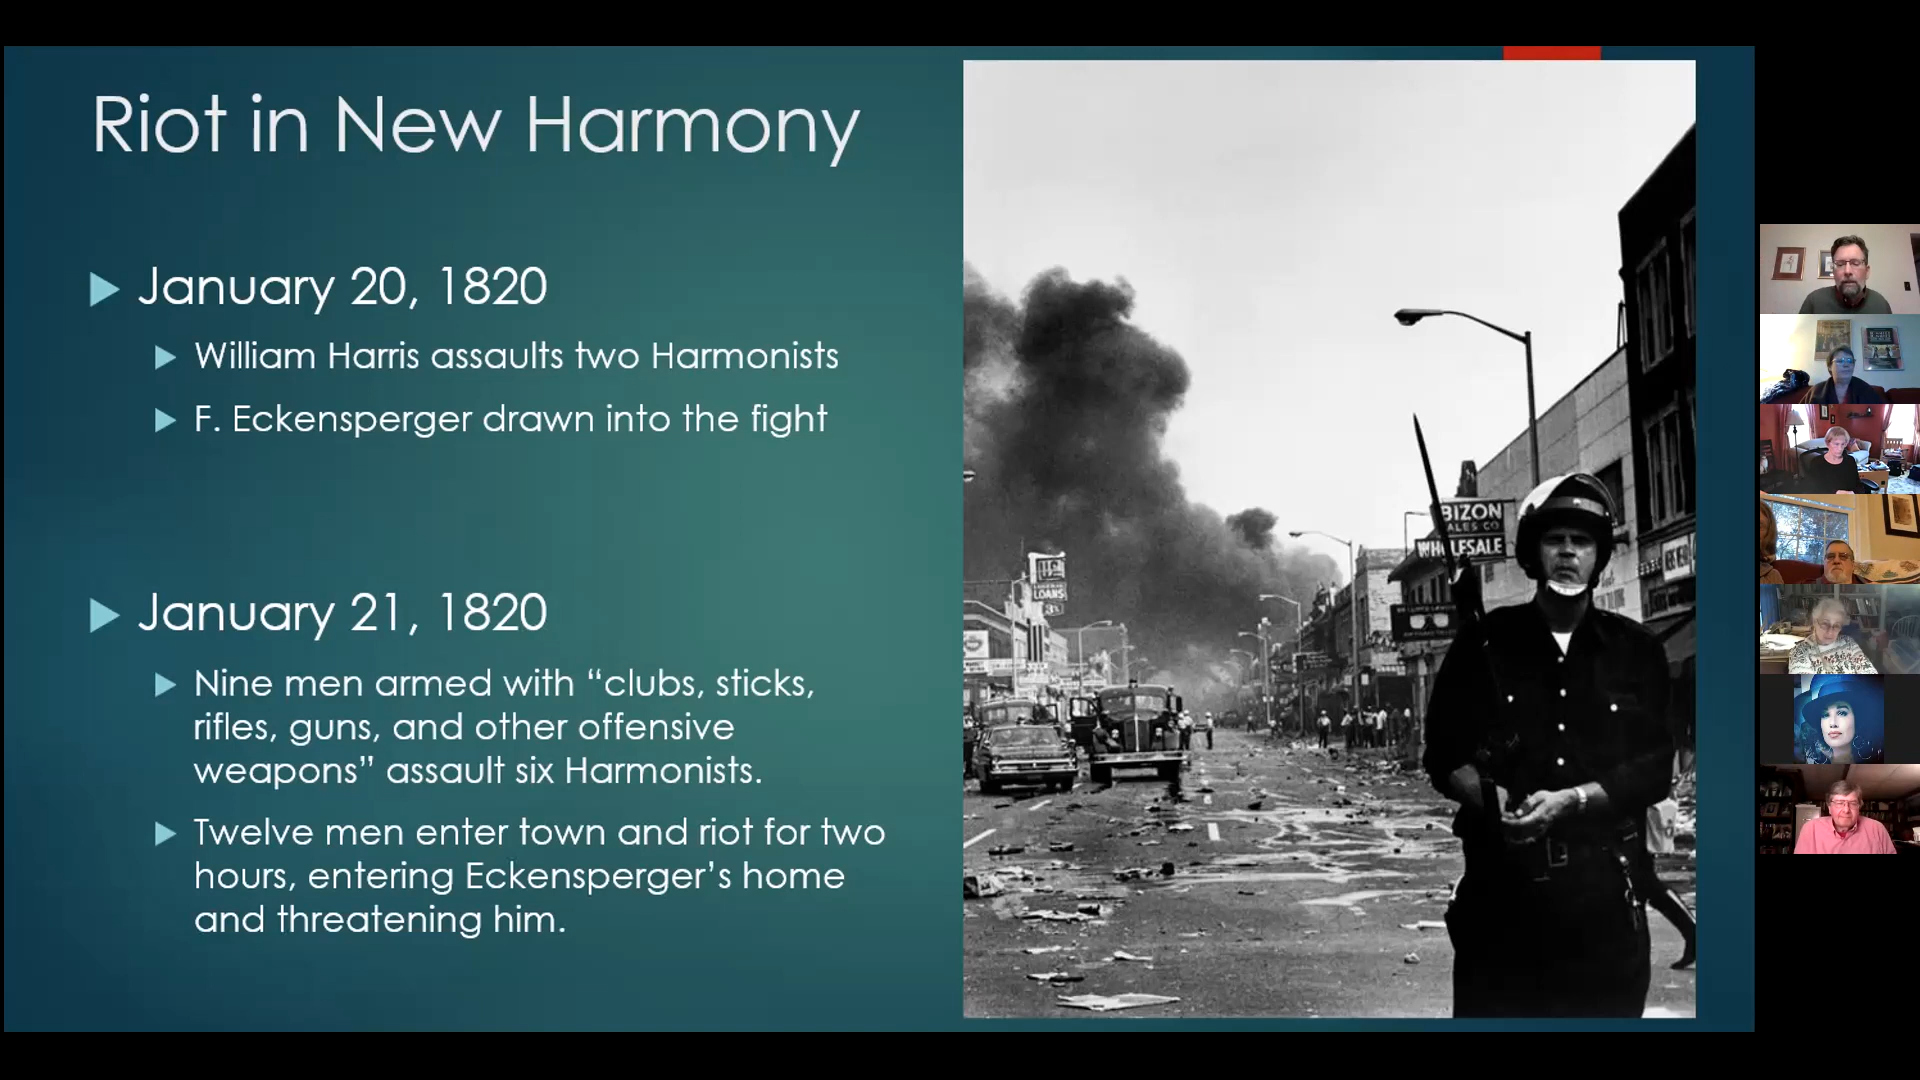 Riot in New Harmony
January 20, 1820
William Harris assaults two Harmonists
F. Eckensperger drawn into the fight
January 21, 1820
Nine men armed with “clubs, sticks,
rifles, guns, and other offensive
weapons” assault six Harmonists.
Twelve men enter town and riot for two
hours, entering Eckensperger’s home
and threatening him.
BIZON
WHOLESALE
LOANS